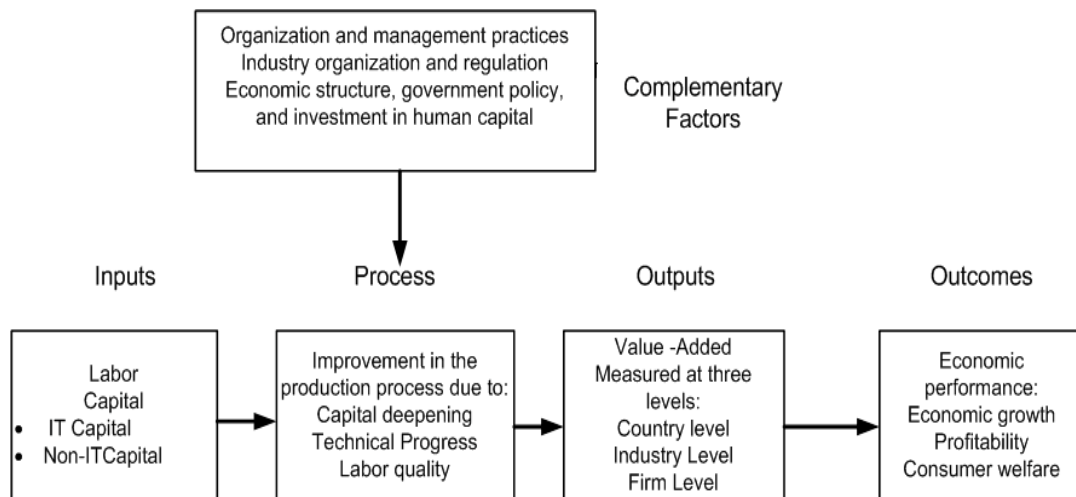 Organization and management practices
Industry organization and regulation
Economic structure, government policy,
and investment in human capital
Complementary
Factors
Inputs
Process
Outputs
Outcomes
Labor
Capital
• IT Capital
• Non-ITCapital
Improvement in the
production process due to:
Capital deepening
Technical Progress
Labor quality
Value -Added
Measured at three
levels:
Country level
Industry Level
Firm Level
Economic
performance:
Economic growth
Profitability
Consumer welfare